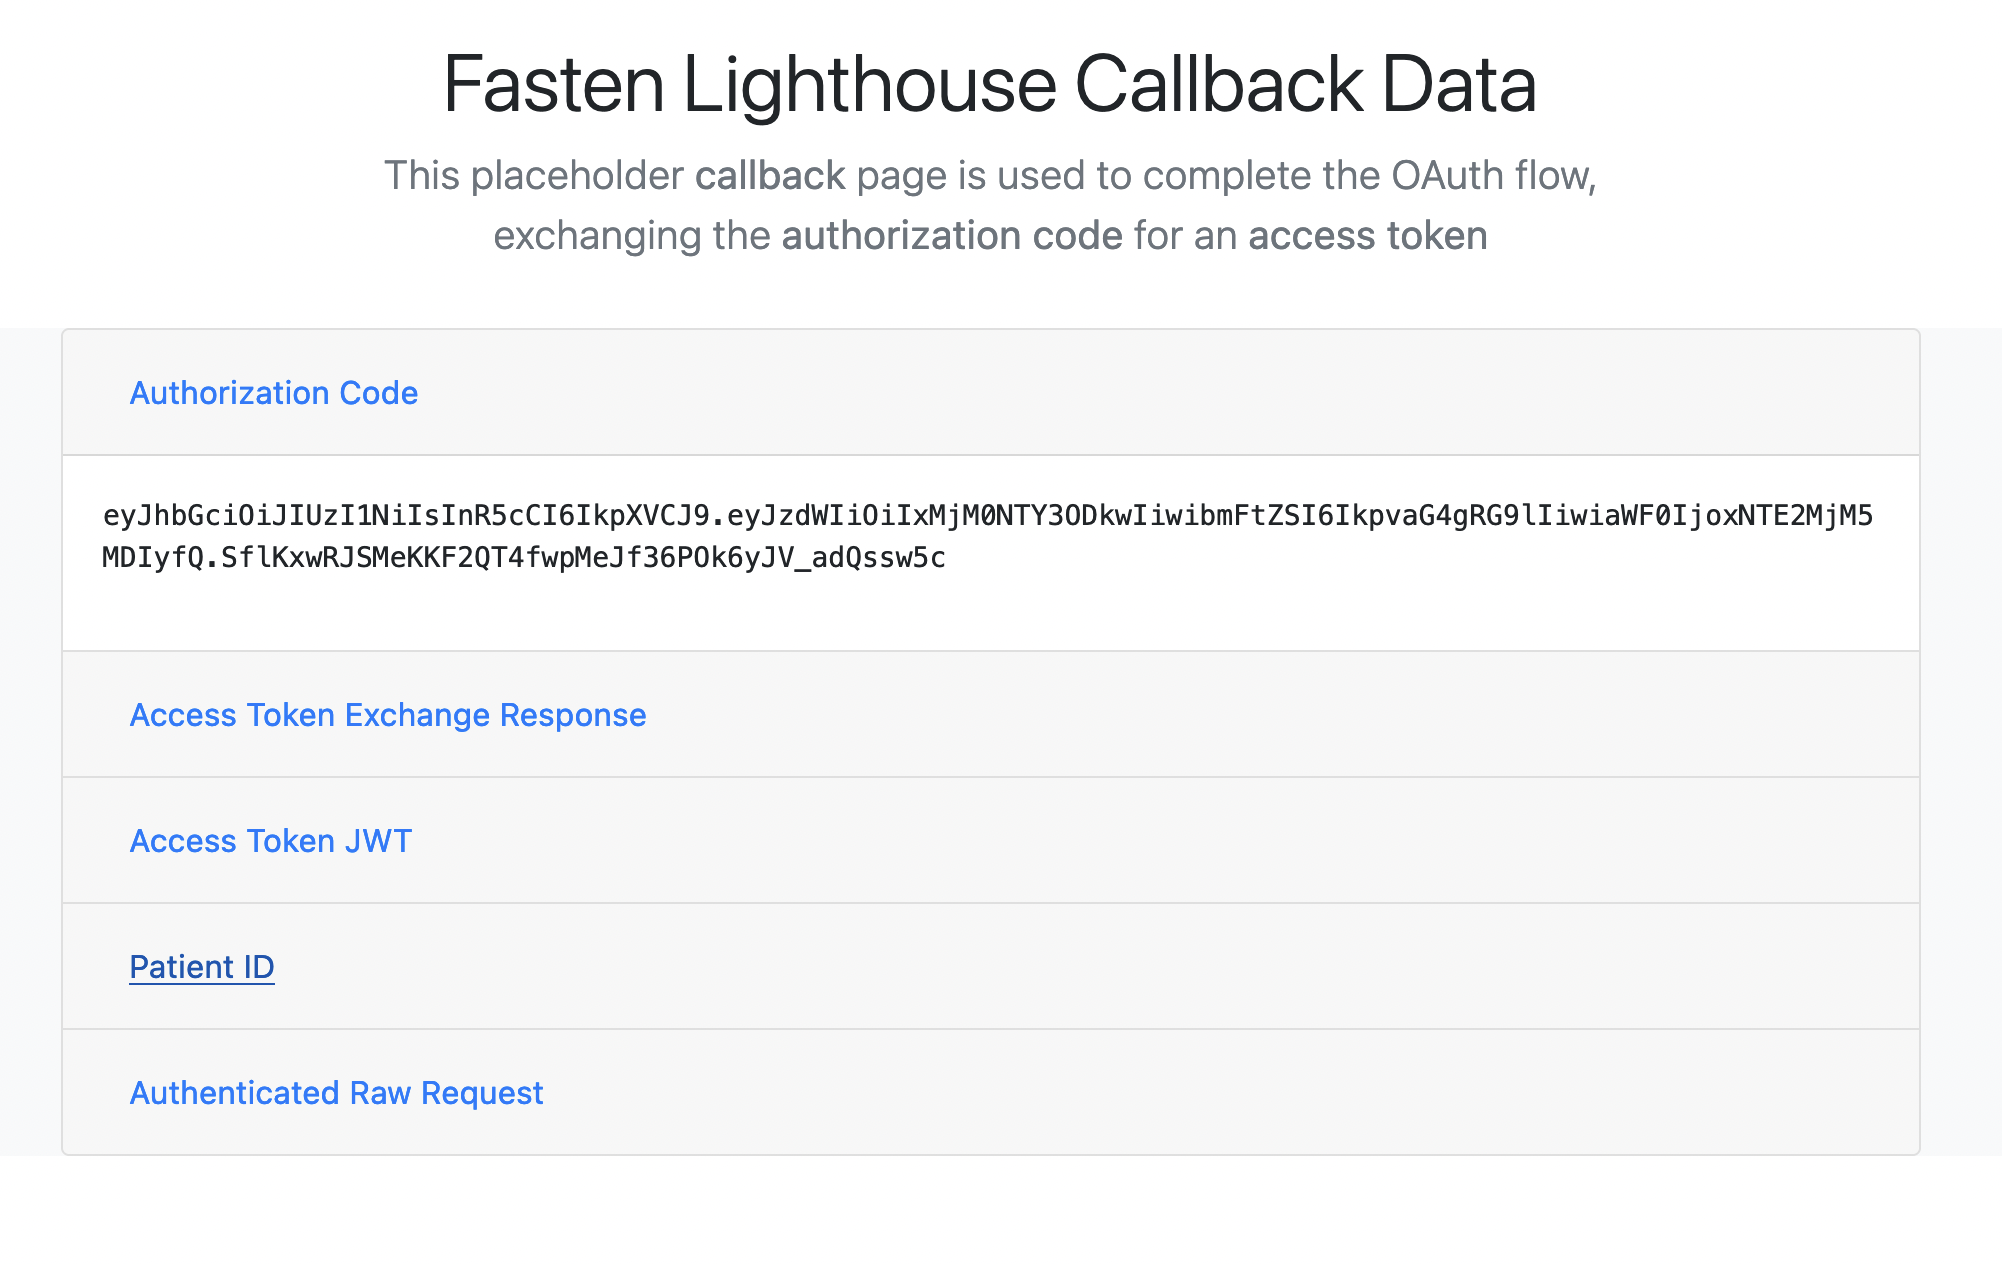 Fasten Lighthouse Callback Data
This placeholder callback page is used to complete the OAuth flow,
exchanging the authorization code for an access token
Authorization Code
eyJhbGciOiJIUzI1NiIsInR5cCI6IkpXVCJ9.eyJzdWIiOiIxMjM0NTY3ODkwIiwibmFtZSI6IkpvaG4gRG9lIiwiaWF0IjoxNTE2MjM5
MDIyfQ.SflKxwRJSMeKKF2QT4fwpMeJf36POk6yJV_adQssw5c
Access Token Exchange Response
Access Token JWT
Patient ID
Authenticated Raw Request